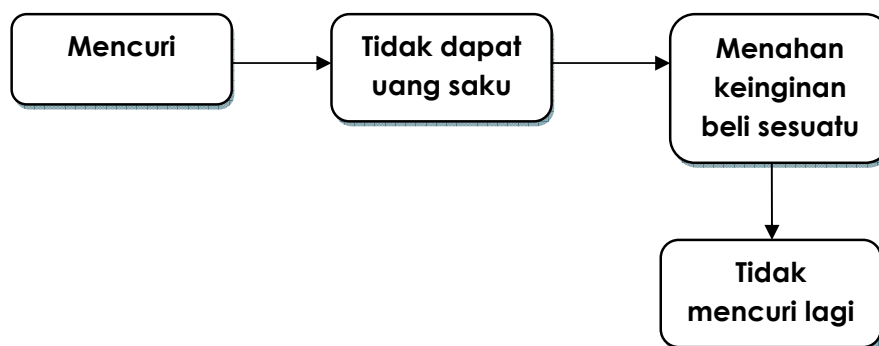 Mencuri
Tidak dapat
uang saku
Menahan
keinginan
beli sesuatu
Tidak
mencuri lagi